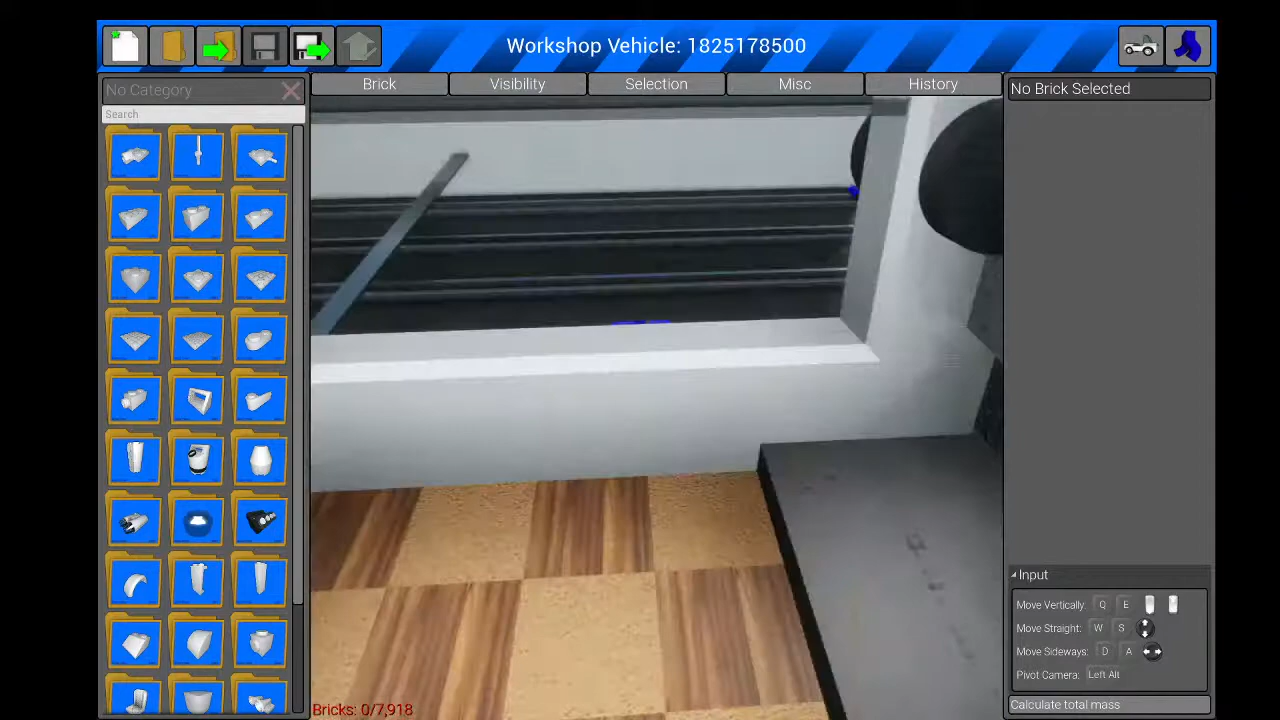 Workshop Vehicle: 1825178500
No Category
Search
Brick
Visibility
Selection
Misc
History
No Brick Selected
Input
Move Vertically: Q E
Move Straight: W S
Move Sideways: D A
Pivot Camera: Left Alt
Calculate total mass
Bricks: 0/7,918